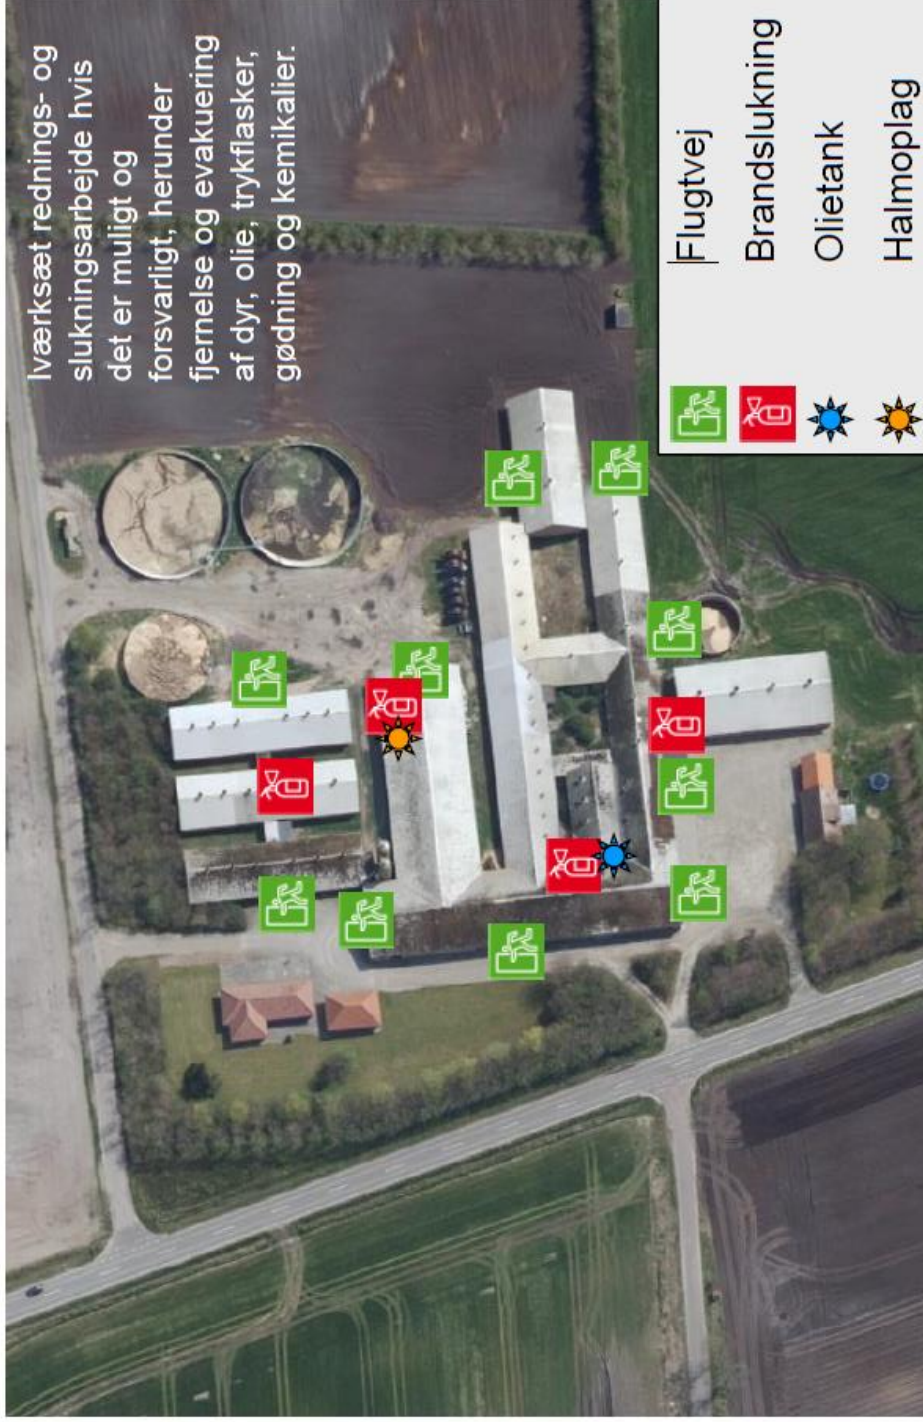 Iværksæt rednings- og
slukningsarbejde hvis
det er muligt og
forsvarligt, herunder
fjernelse og evakuering
af dyr, olie, trykflasker,
gødning og kemikalier.
Flugtvej
Brandslukning
Olietank
Halmoplag